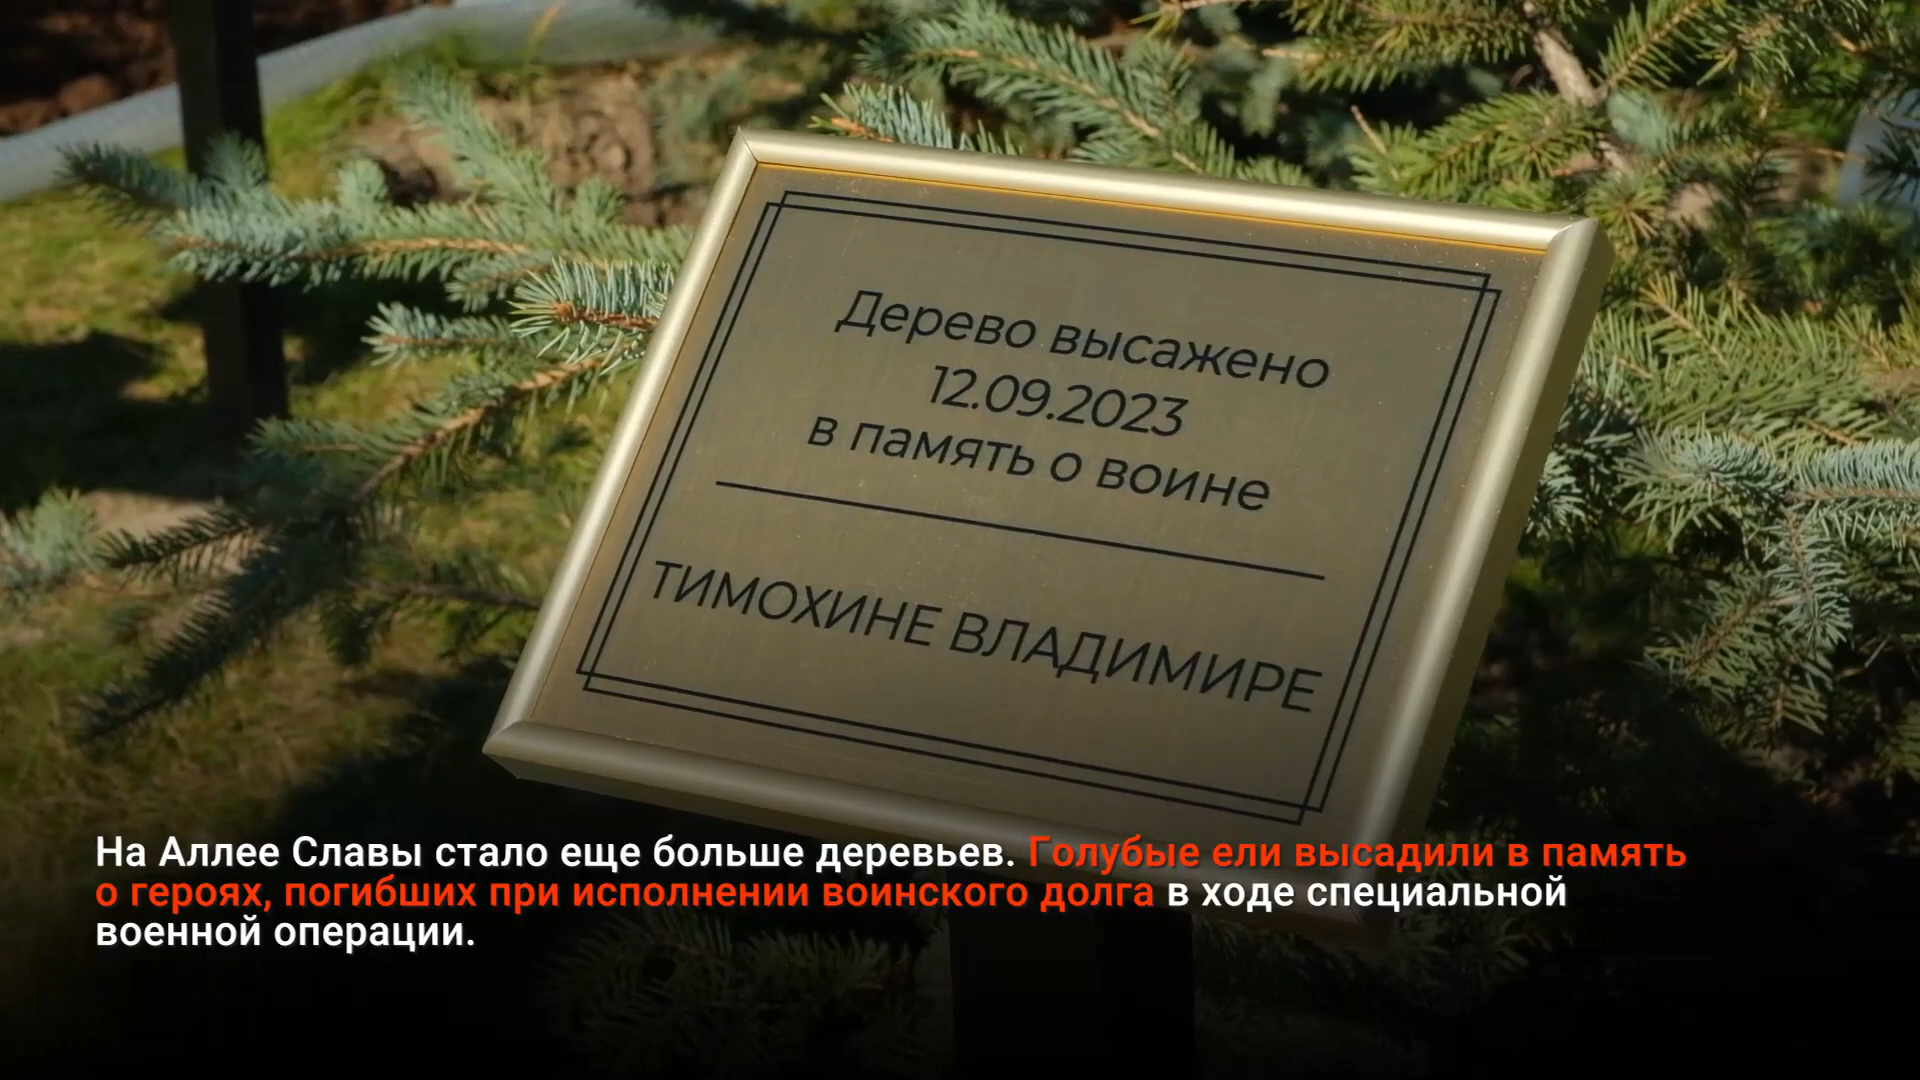 Дерево высажено
12.09.2023
в память о воине
ТИМОХИНЕ ВЛАДИМИРЕ
На Аллее Славы стало еще больше деревьев. Голубые ели высадили в память
о героях, погибших при исполнении воинского долга в ходе специальной
военной операции.